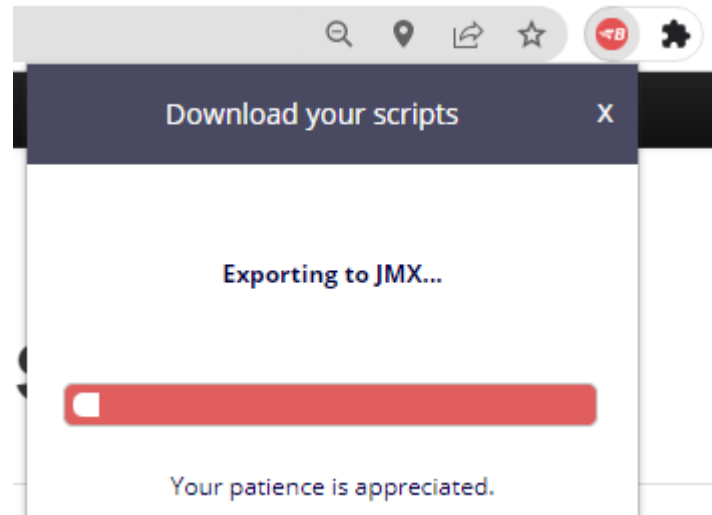 Download your scripts X
Exporting to JMX...
Your patience is appreciated.